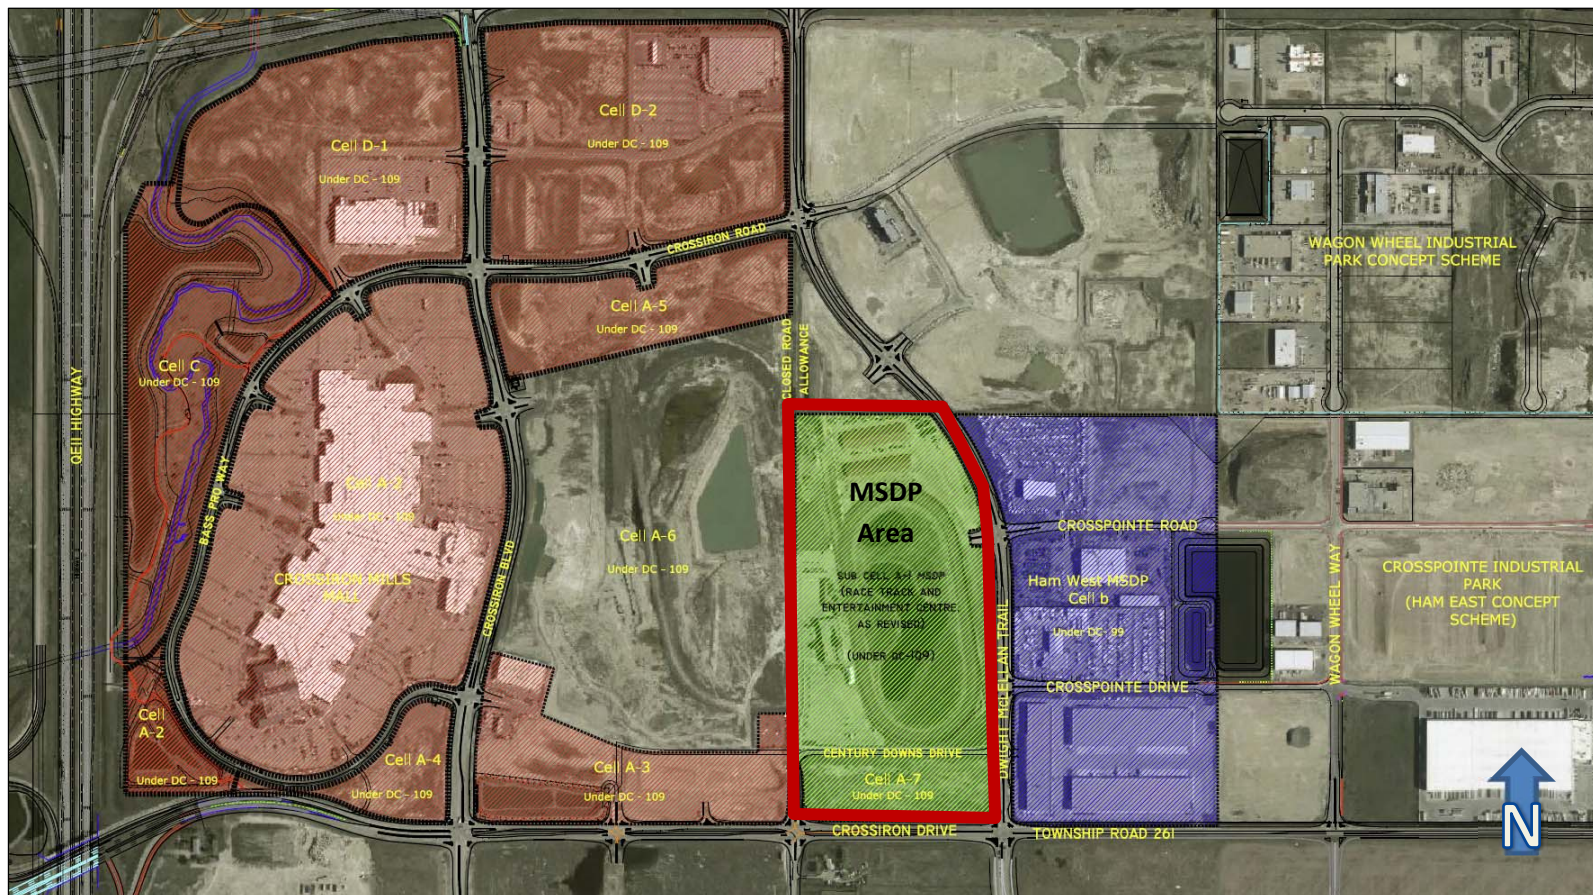 Cell D-2
Under DC - 109
Cell D-1
Under DC - 109
CROSSIRON ROAD
WAGON WHEEL INDUSTRIAL
PARK CONCEPT SCHEME
Cell A-5
Under DC - 109
CLOSED ROAD
ALLOWANCE
Cell C
Under DC - 109
QEII HIGHWAY
BASS PRO WAY
Cell A-2
Under DC - 109
CROSSIRON MILLS
MALL
CROSSIRON BLVD
Cell A-6
Under DC - 109
MSDP
Area
SUB CELL A-1 MSDP
(RACE TRACK AND
ENTERTAINMENT CENTRE,
AS REVISED)
(UNDER DC-109)
CROSSPOINTE ROAD
Ham West MSDP
Cell b
Under DC- 99
DWIGHT McLELLAN TRAIL
WAGON WHEEL WAY
CROSSPOINTE INDUSTRIAL
PARK
(HAM EAST CONCEPT
SCHEME)
CROSSPOINTE DRIVE
Cell
A-2
Under DC - 109
Cell A-4
Under DC - 109
Cell A-3
Under DC - 109
CENTURY DOWNS DRIVE
Cell A-7
Under DC - 109
CROSSIRON DRIVE
TOWNSHIP ROAD 261
N